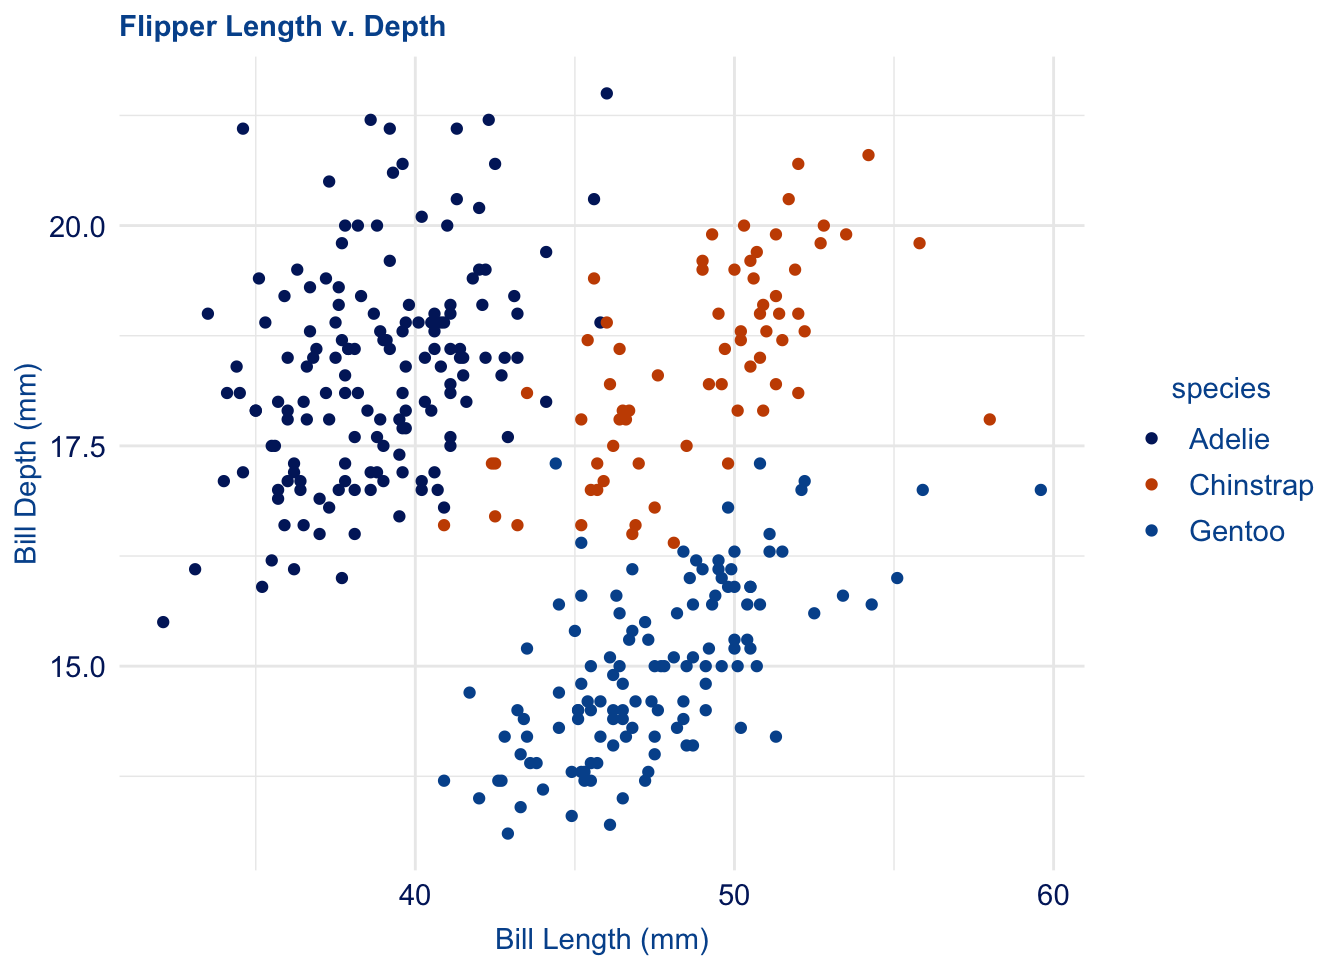 Flipper Length v. Depth
Bill Depth (mm)
20.0
17.5
15.0
40 50 60
Bill Length (mm)
species
Adelie
Chinstrap
Gentoo